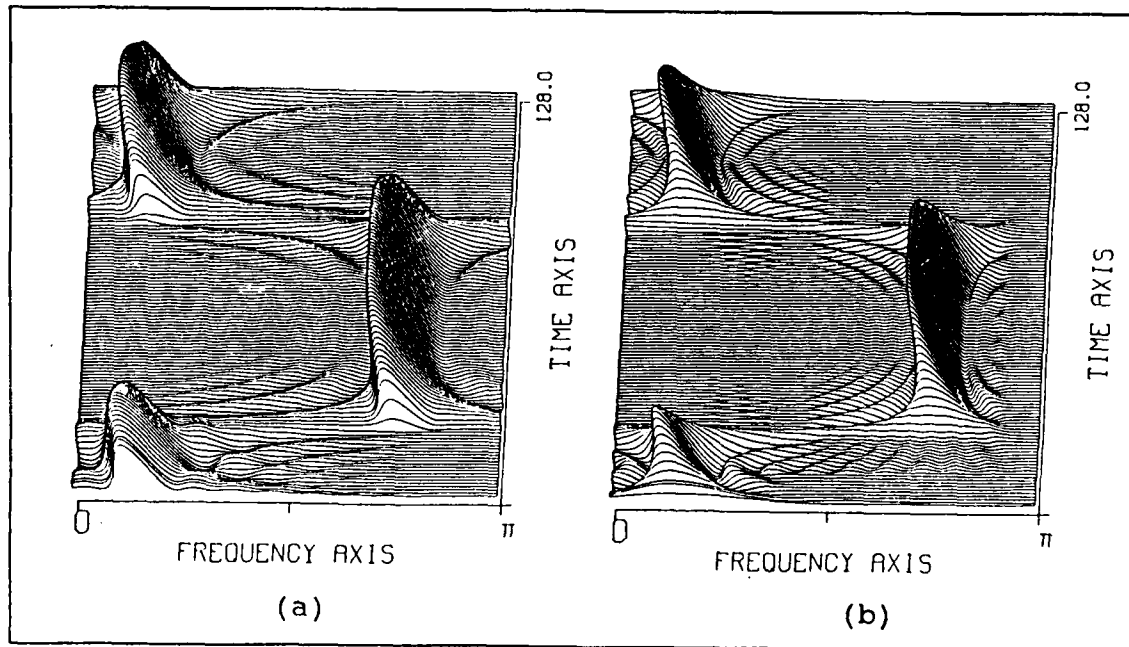 128.0
TIME AXIS
0
π
FREQUENCY AXIS
(a)
128.0
TIME AXIS
0
π
FREQUENCY AXIS
(b)